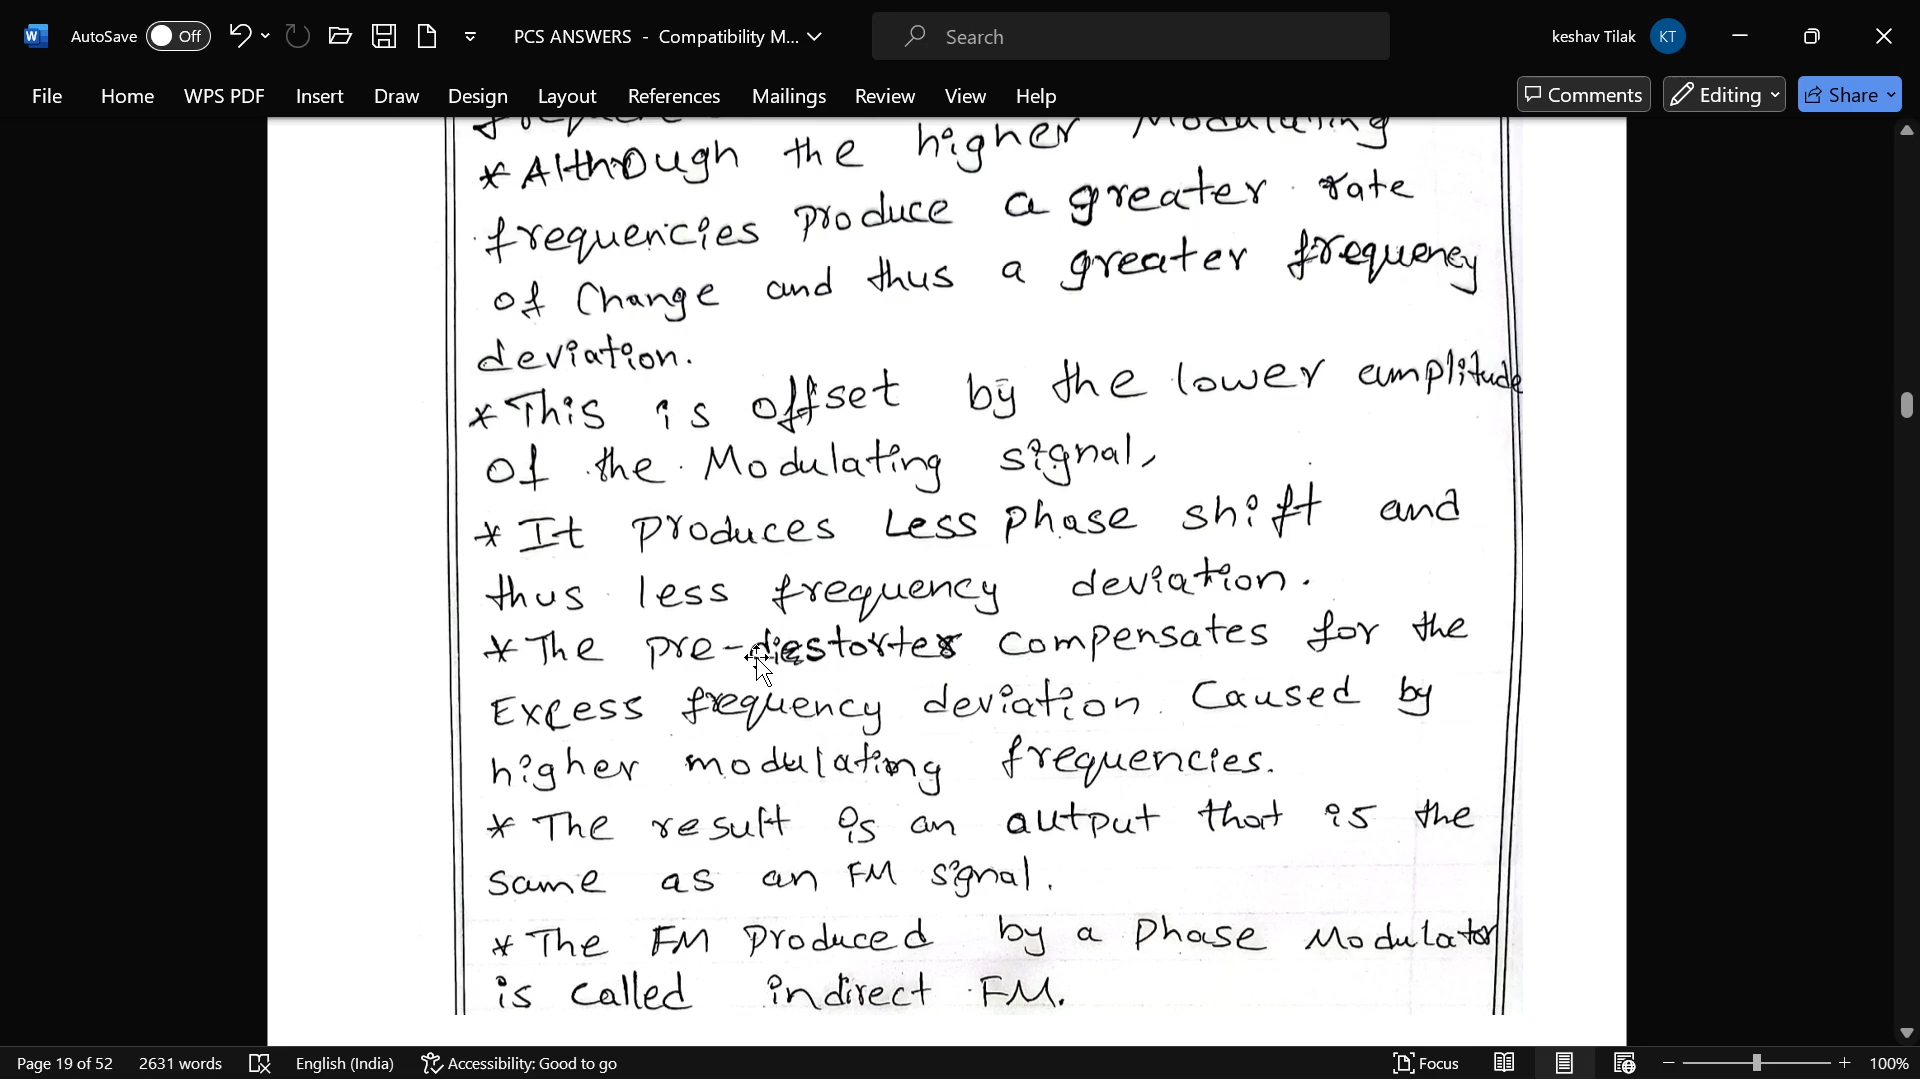 AutoSave Off PCS ANSWERS - Compatibility M... Search keshav Tilak KT
File Home WPS PDF Insert Draw Design Layout References Mailings Review View Help Comments Editing Share
* Although the higher Modulating
frequencies produce a greater rate
of Change and thus a greater frequency
deviation.
* This is offset by the lower amplitude
of the Modulating signal,
* It produces Less phase shift and
thus less frequency deviation.
* The pre-distorter compensates for the
Excess frequency deviation Caused by
higher modulating frequencies.
* The result is an output that is the
same as an FM signal.
* The FM produced by a Phase Modulator
is called indirect FM.
Page 19 of 52 2631 words English (India) Accessibility: Good to go Focus 100%